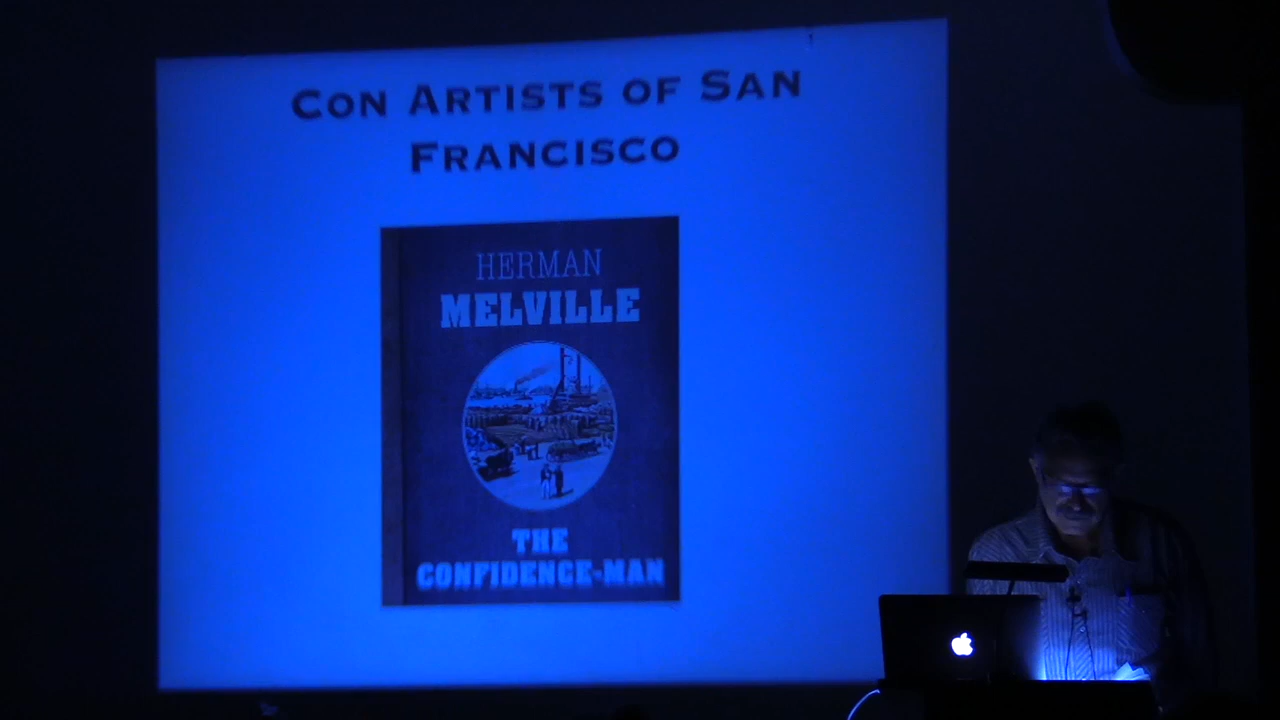 CON ARTISTS OF SAN
FRANCISCO
HERMAN
MELVILLE
THE
CONFIDENCE-MAN